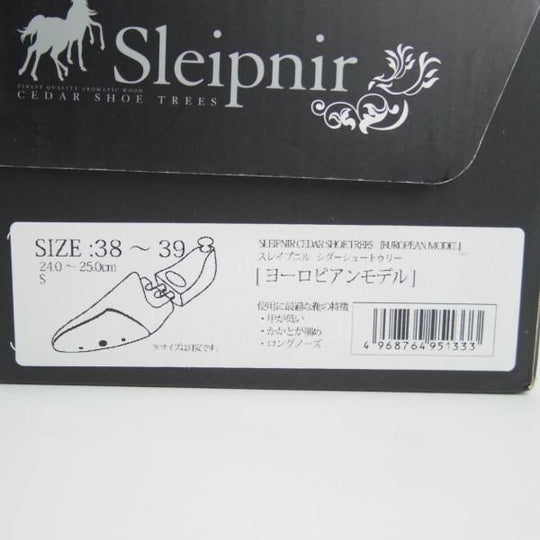 Sleipnir
FINEST QUALITY AROMATIC WOOD
CEDAR SHOE TREES
SIZE :38 ～ 39
24.0 ～ 25.0cm
S
※サイズは目安です。
SLEIPNIR CEDAR SHOE TREES [EUROPEAN MODEL]
スレイプニル シダーシュートゥリー
[ ヨーロピアンモデル ]
使用に最適な靴の特徴
・甲が低い
・かかとが細め
・ロングノーズ
4 968764 951333